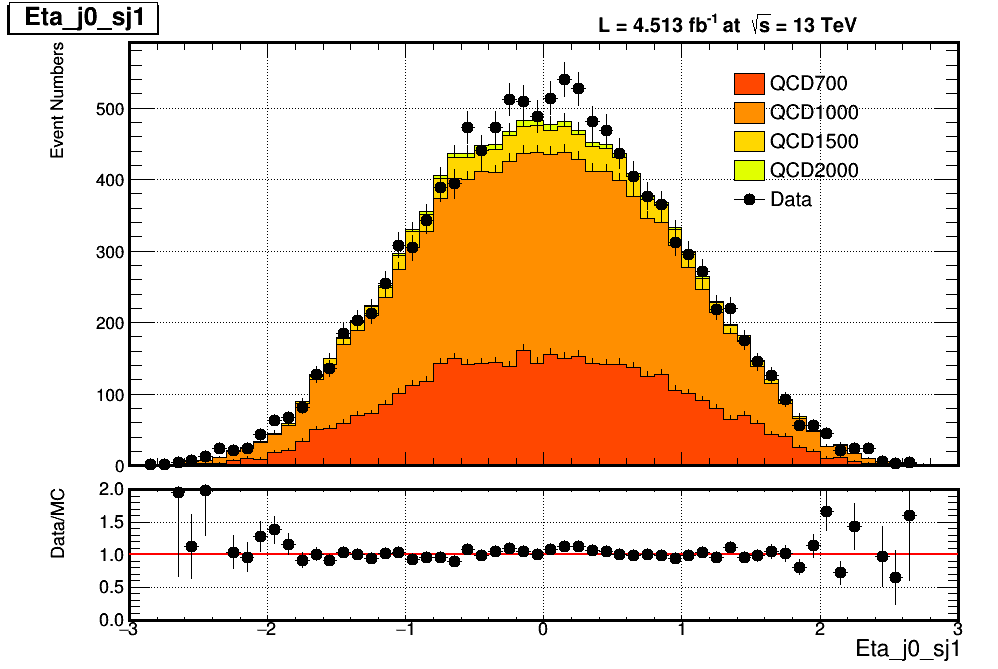 Eta_j0_sj1
L = 4.513 fb⁻¹ at √s = 13 TeV
Event Numbers
500
400
300
200
100
0
QCD700
QCD1000
QCD1500
QCD2000
Data
Data/MC
2.0
1.5
1.0
0.5
0.0
−3 −2 −1 0 1 2 3
Eta_j0_sj1